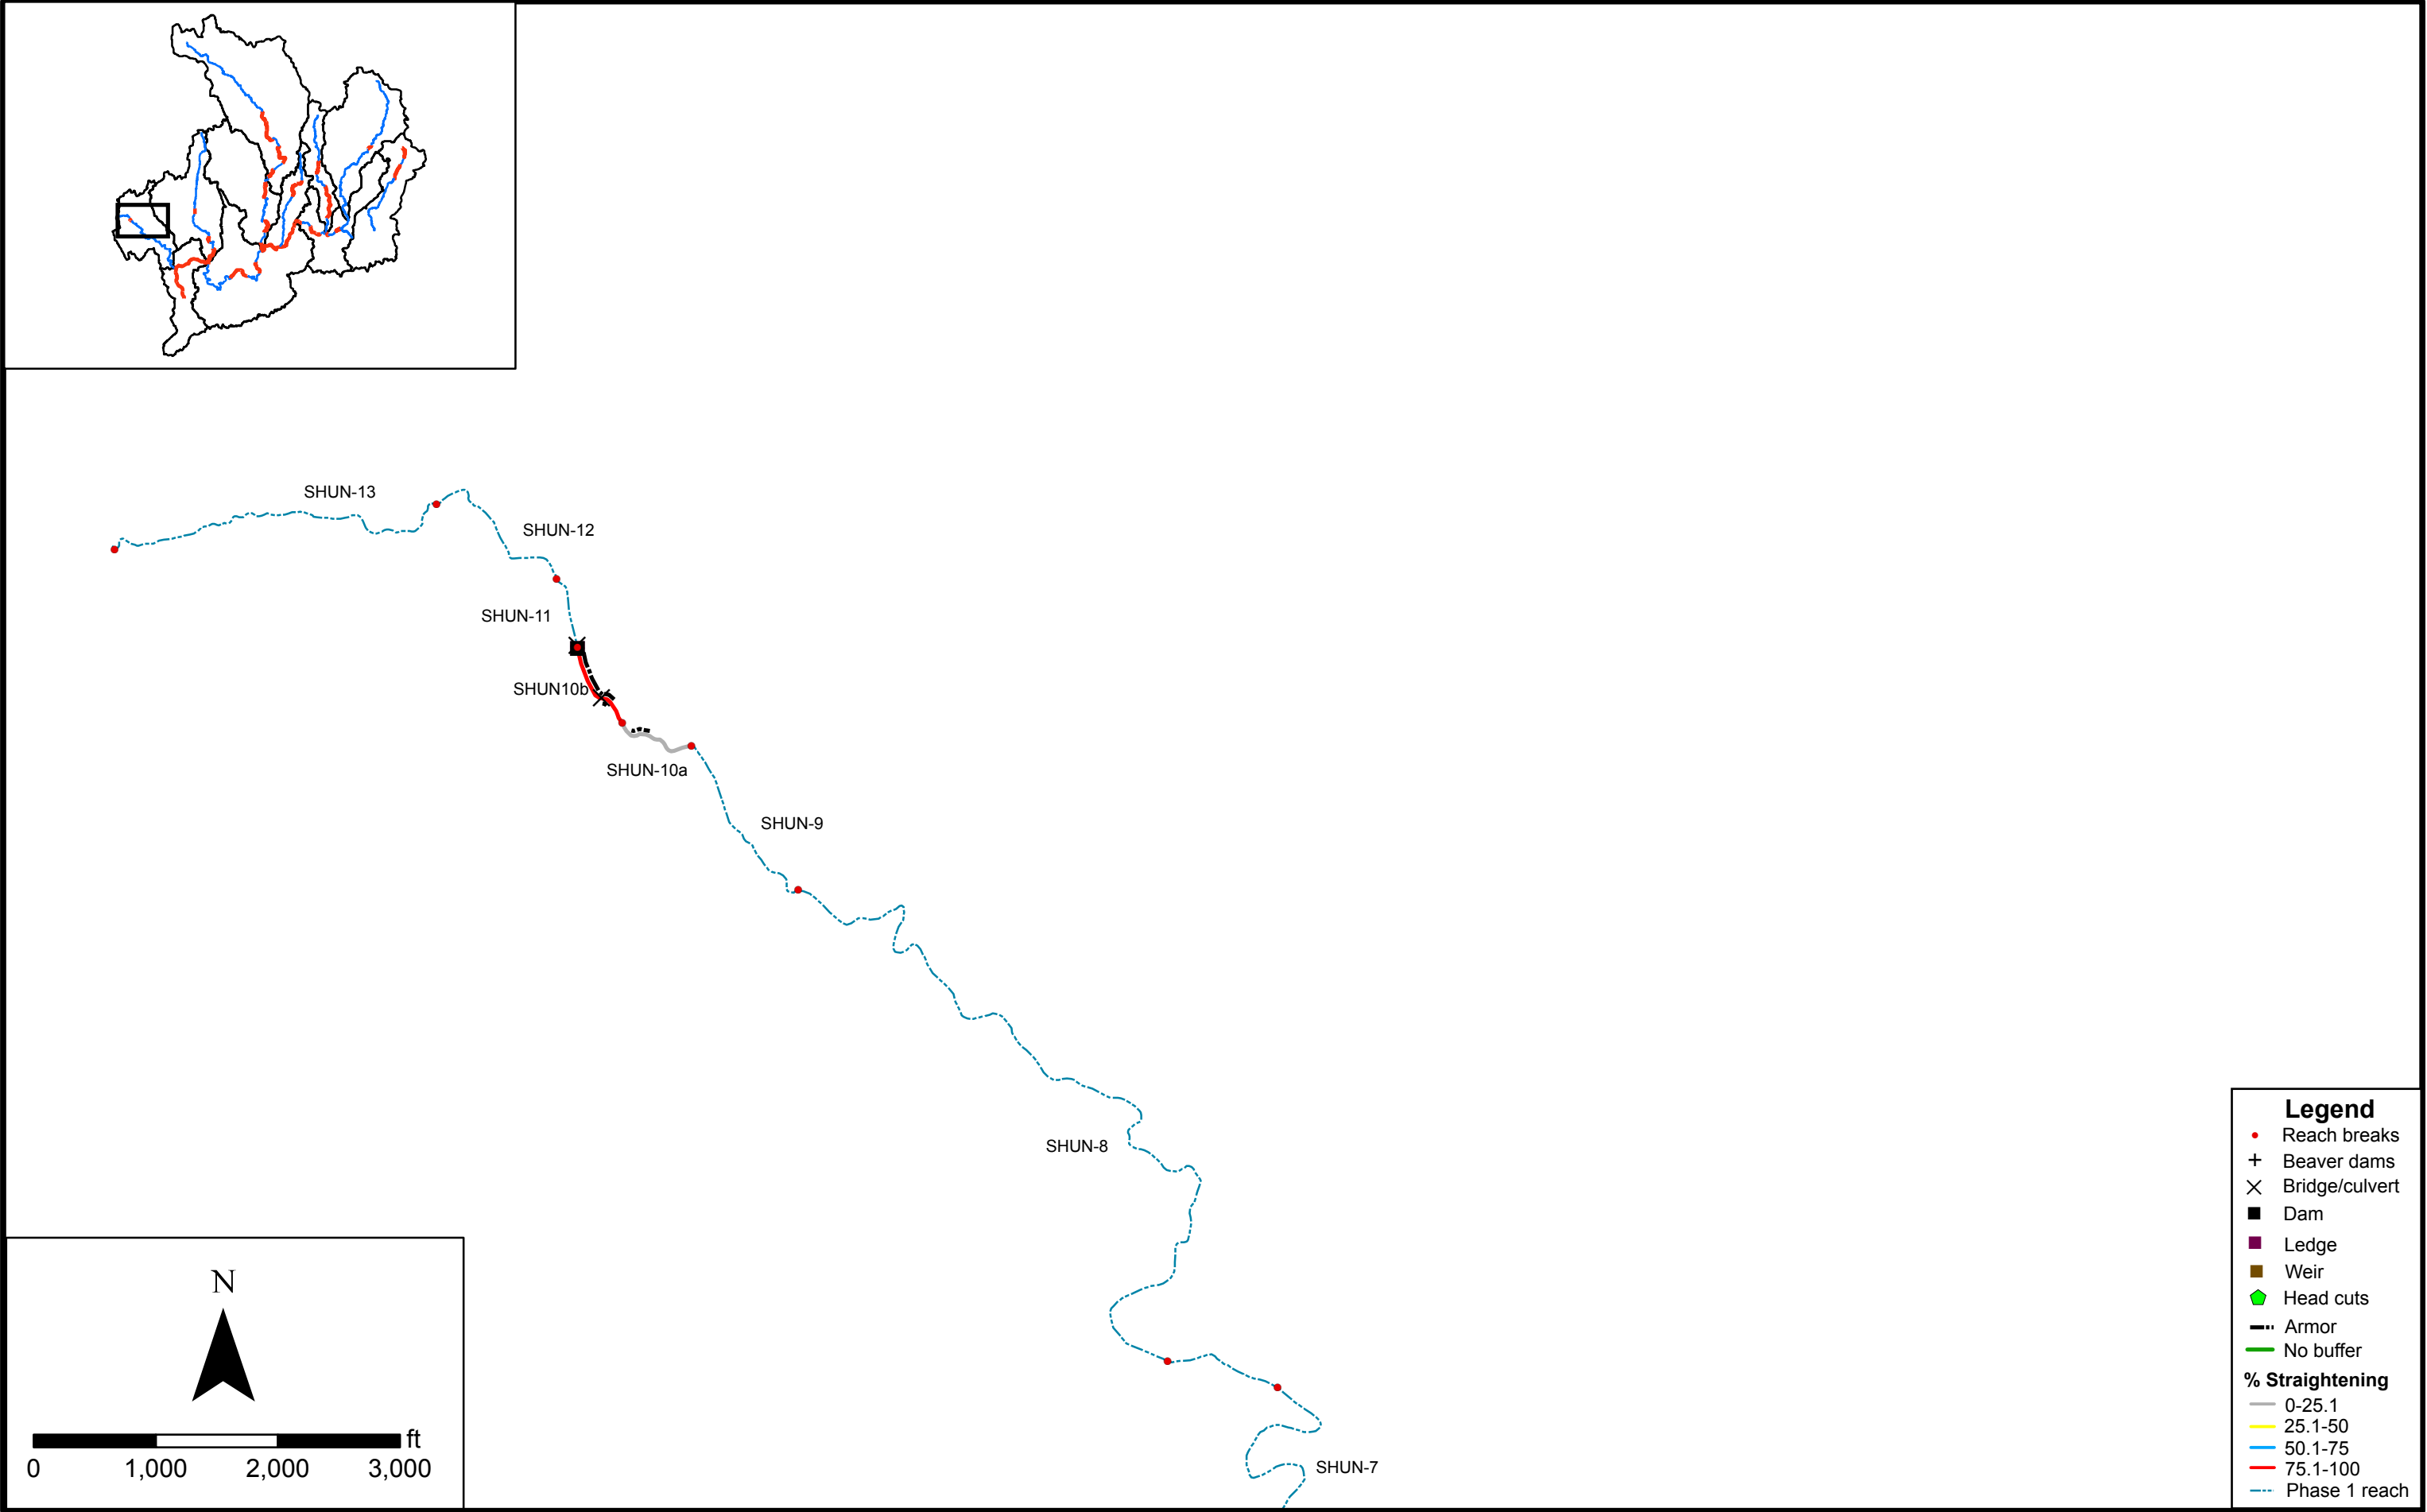 SHUN-13
SHUN-12
SHUN-11
SHUN10b
SHUN-10a
SHUN-9
SHUN-8
SHUN-7
N
ft
0 1,000 2,000 3,000
Legend
Reach breaks
Beaver dams
Bridge/culvert
Dam
Ledge
Weir
Head cuts
Armor
No buffer
% Straightening
0-25.1
25.1-50
50.1-75
75.1-100
Phase 1 reach